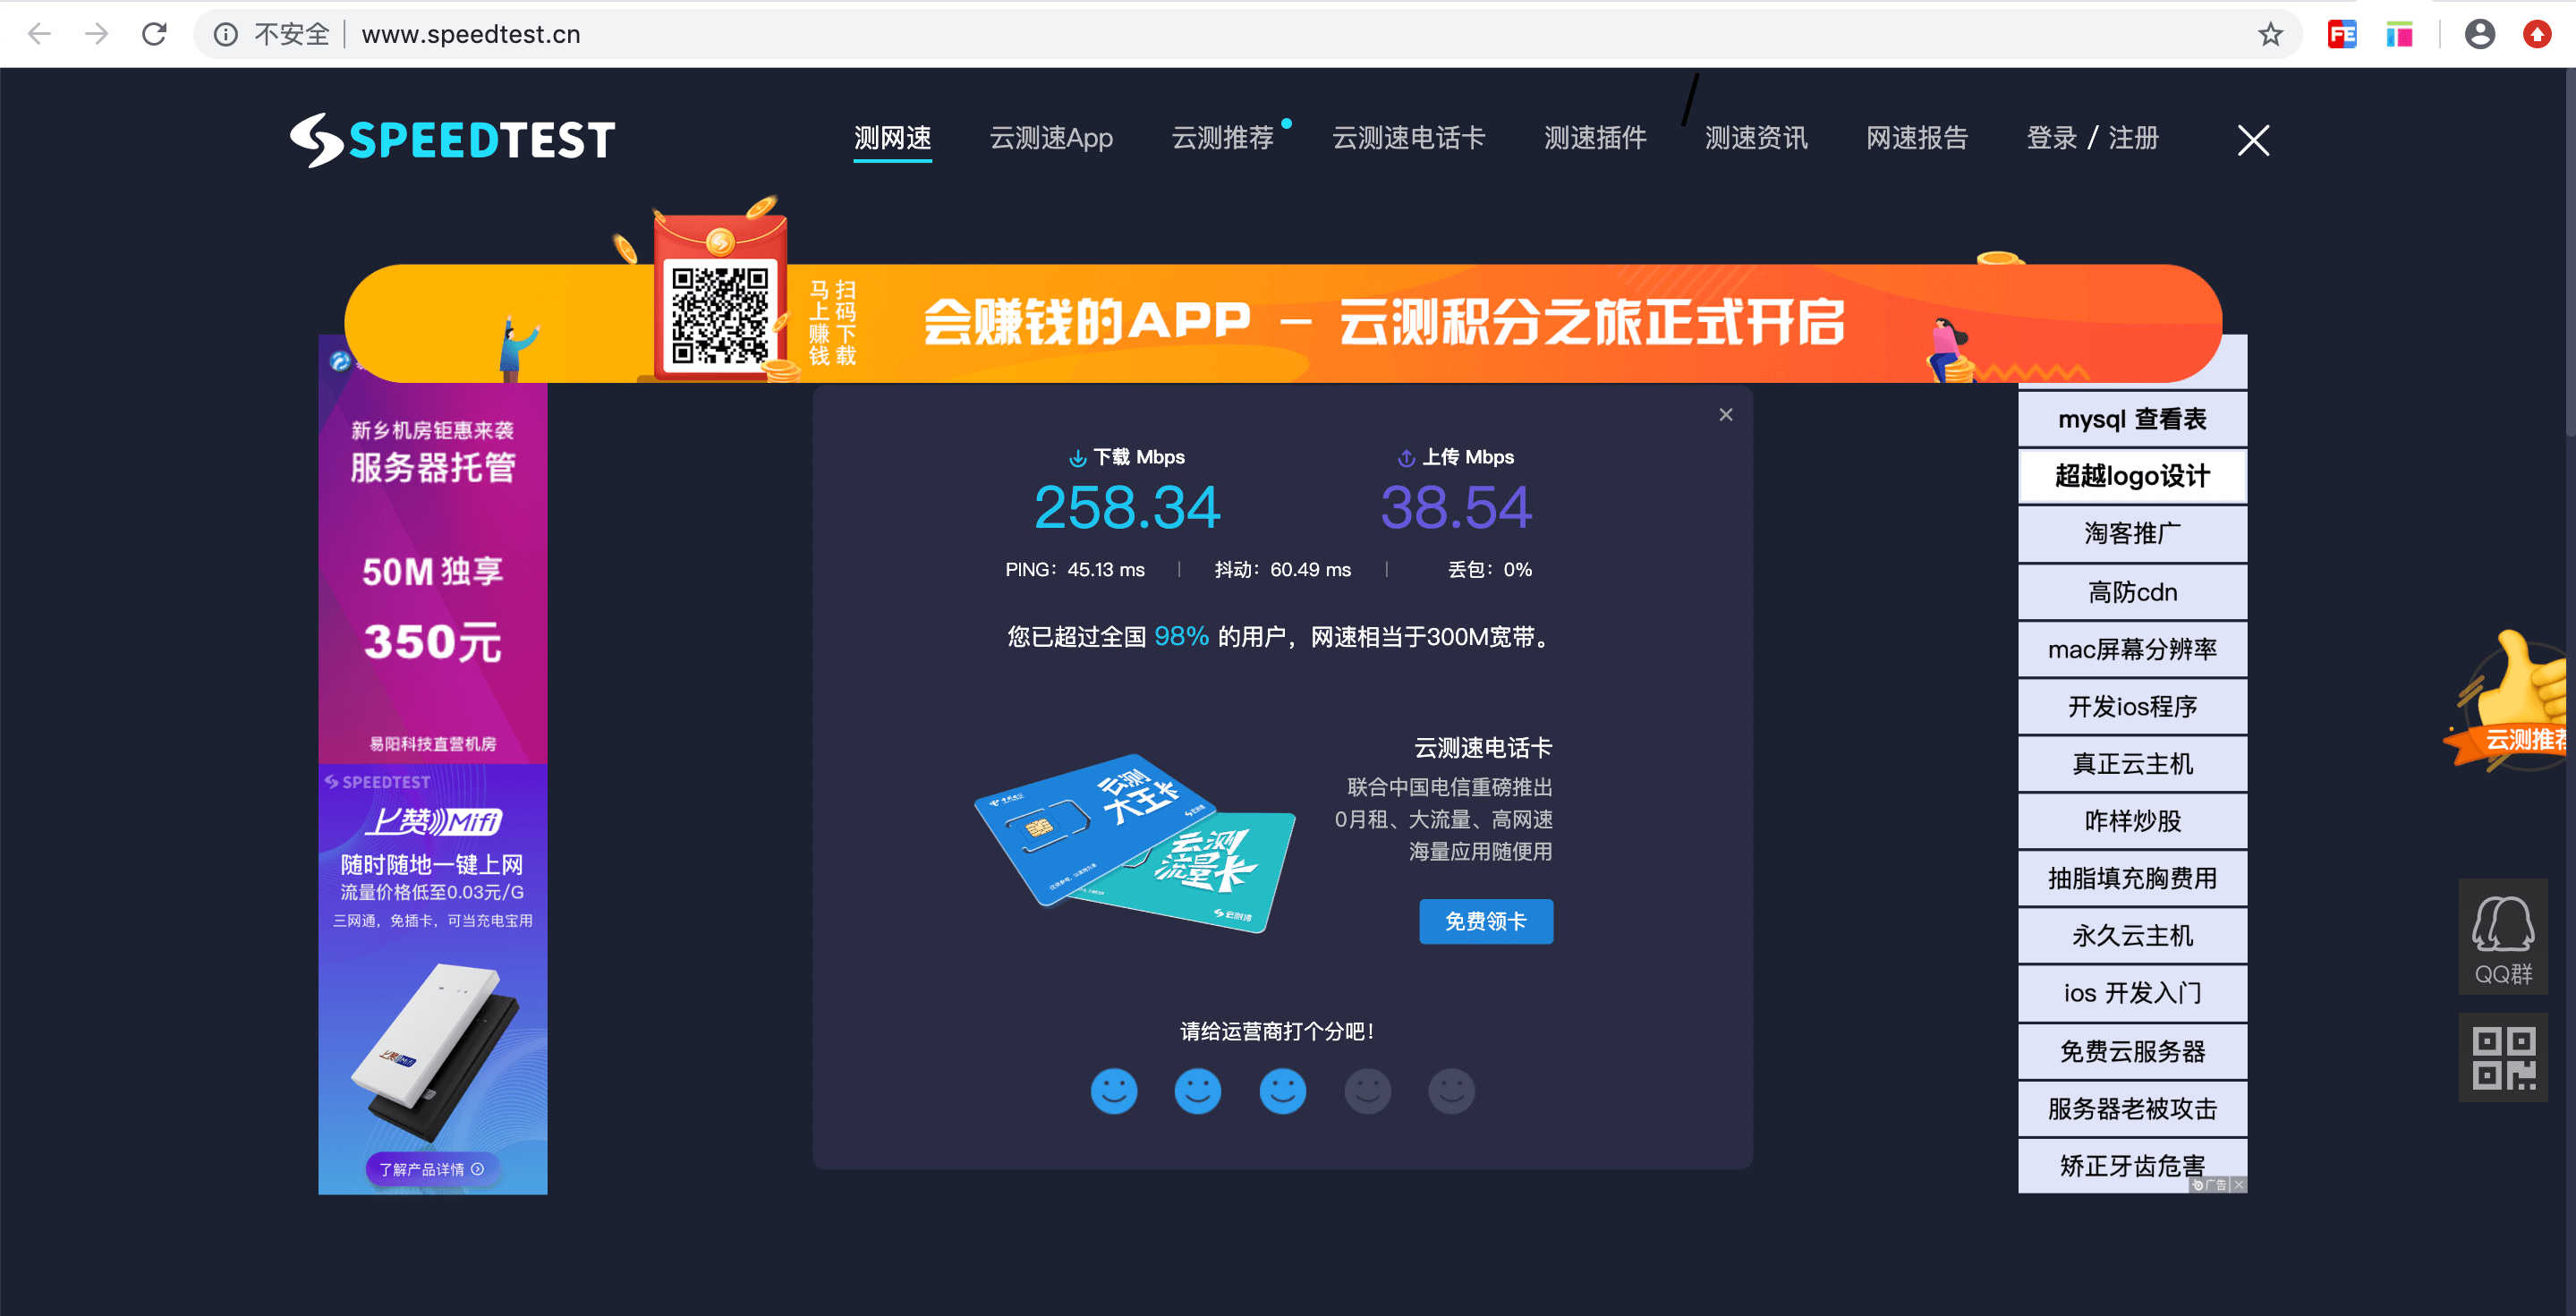 不安全 www.speedtest.cn
SPEEDTEST
测网速 云测速App 云测推荐 云测速电话卡 测速插件 测速资讯 网速报告 登录 / 注册
扫码下载
马上赚钱
会赚钱的APP – 云测积分之旅正式开启
新乡机房钜惠来袭
服务器托管
50M 独享
350元
易阳科技直营机房
SPEEDTEST
上赞 Mifi
随时随地一键上网
流量价格低至0.03元/G
三网通，免插卡，可当充电宝用
了解产品详情
下载 Mbps 上传 Mbps
258.34 38.54
PING：45.13 ms 抖动：60.49 ms 丢包：0%
您已超过全国 98% 的用户，网速相当于300M宽带。
云测
大王卡
云测
流量卡
云测速
云测速电话卡
联合中国电信重磅推出
0月租、大流量、高网速
海量应用随便用
免费领卡
请给运营商打个分吧！
mysql 查看表
超越logo设计
淘客推广
高防cdn
mac屏幕分辨率
开发ios程序
真正云主机
咋样炒股
抽脂填充胸费用
永久云主机
ios 开发入门
免费云服务器
服务器老被攻击
矫正牙齿危害
广告
云测推荐
QQ群